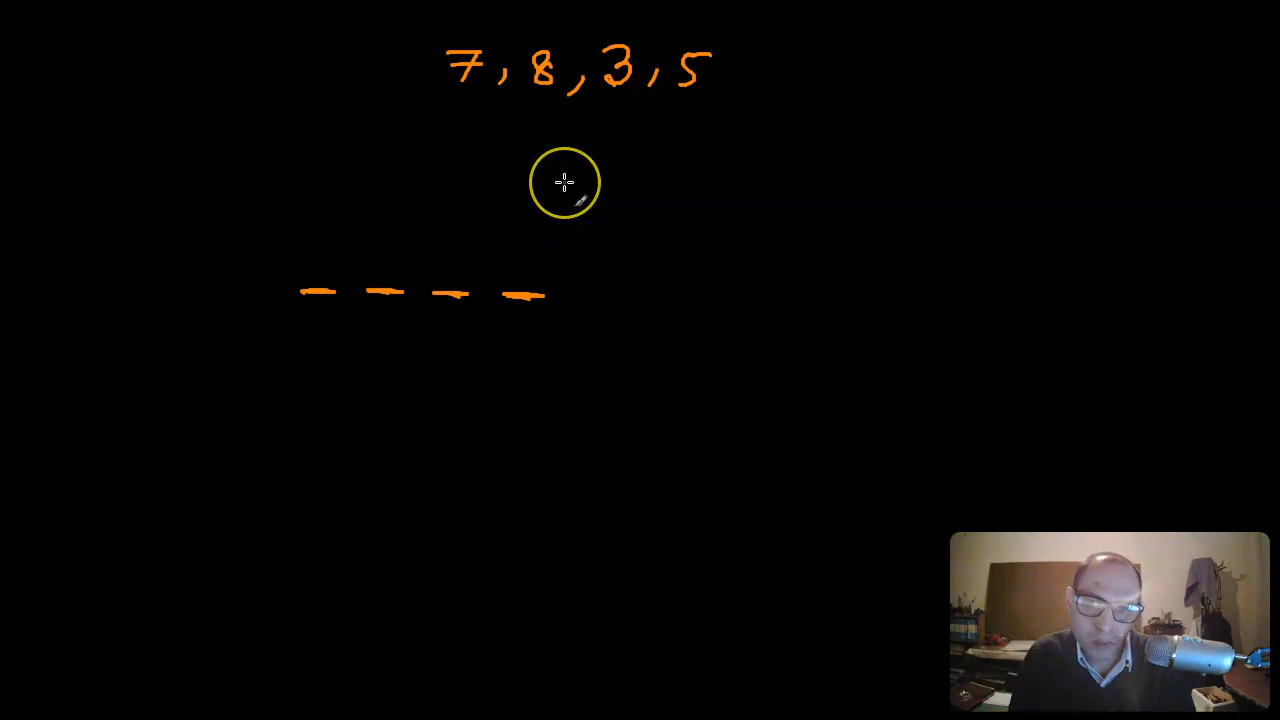 7, 8, 3, 5
_ _ _ _